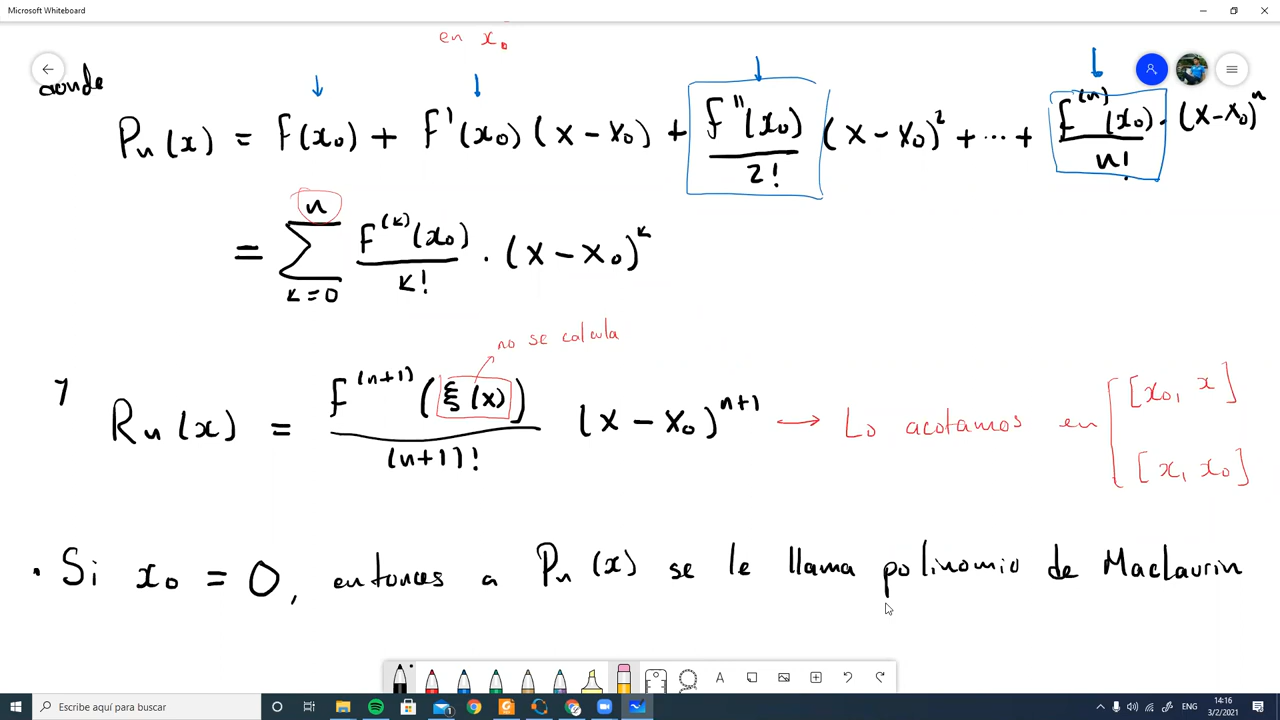 Microsoft Whiteboard
en x₀
donde
Pn(x) = f(x₀) + f'(x₀)(x-x₀) + f''(x₀)/2! (x-x₀)² + ... + f⁽ⁿ⁾(x₀)/n! · (x-x₀)ⁿ
= Σ_{k=0}^{n} f⁽ᵏ⁾(x₀)/k! · (x-x₀)ᵏ
no se calcula
y Rn(x) = f⁽ⁿ⁺¹⁾(ξ(x))/(n+1)! (x-x₀)ⁿ⁺¹ → Lo acotamos en [x₀, x] [x, x₀]
· Si x₀ = 0, entonces a Pn(x) se le llama polinomio de Maclaurin
Escribe aquí para buscar
ENG
14:16
3/2/2021